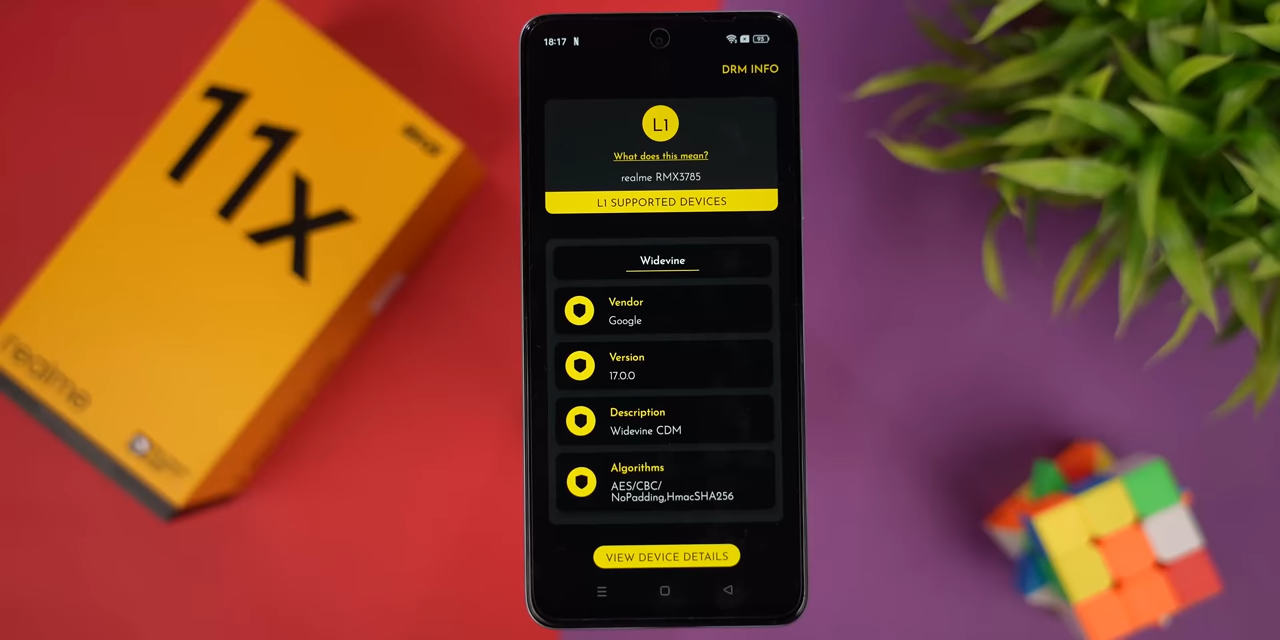 11x
realme
18:17 N
93
DRM INFO
L1
What does this mean?
realme RMX3785
L1 SUPPORTED DEVICES
Widevine
Vendor
Google
Version
17.0.0
Description
Widevine CDM
Algorithms
AES/CBC/
NoPadding,HmacSHA256
VIEW DEVICE DETAILS